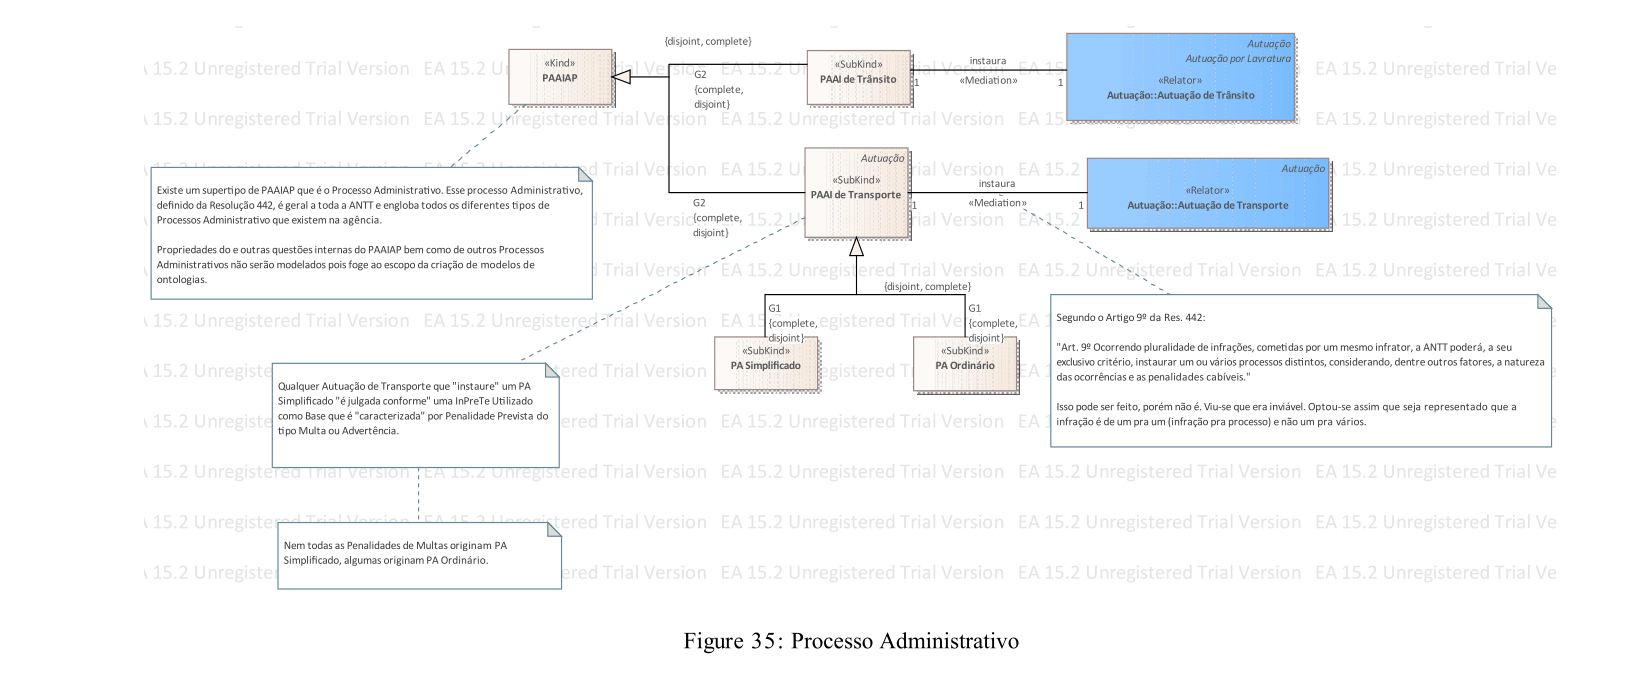 {disjoint, complete}
«Kind»
PAAIAP
G2
{complete,
disjoint}
«SubKind»
PAAI de Trânsito
1
instaura
«Mediation»
1
Autuação
Autuação por Lavratura
«Relator»
Autuação::Autuação de Trânsito
Autuação
«SubKind»
PAAI de Transporte
1
instaura
«Mediation»
1
Autuação
«Relator»
Autuação::Autuação de Transporte
G2
{complete,
disjoint}
Existe um supertipo de PAAIAP que é o Processo Administrativo. Esse processo Administrativo,
definido da Resolução 442, é geral a toda a ANTT e engloba todos os diferentes tipos de
Processos Administrativo que existem na agência.
Propriedades do e outras questões internas do PAAIAP bem como de outros Processos
Administrativos não serão modelados pois foge ao escopo da criação de modelos de
ontologias.
{disjoint, complete}
G1
{complete,
disjoint}
G1
{complete,
disjoint}
«SubKind»
PA Simplificado
«SubKind»
PA Ordinário
Segundo o Artigo 9º da Res. 442:
"Art. 9º Ocorrendo pluralidade de infrações, cometidas por um mesmo infrator, a ANTT poderá, a seu
exclusivo critério, instaurar um ou vários processos distintos, considerando, dentre outros fatores, a natureza
das ocorrências e as penalidades cabíveis."
Isso pode ser feito, porém não é. Viu-se que era inviável. Optou-se assim que seja representado que a
infração é de um pra um (infração pra processo) e não um pra vários.
Qualquer Autuação de Transporte que "instaure" um PA
Simplificado "é julgada conforme" uma InPreTe Utilizado
como Base que é "caracterizada" por Penalidade Prevista do
tipo Multa ou Advertência.
Nem todas as Penalidades de Multas originam PA
Simplificado, algumas originam PA Ordinário.
EA 15.2 Unregistered Trial Version
Figure 35: Processo Administrativo